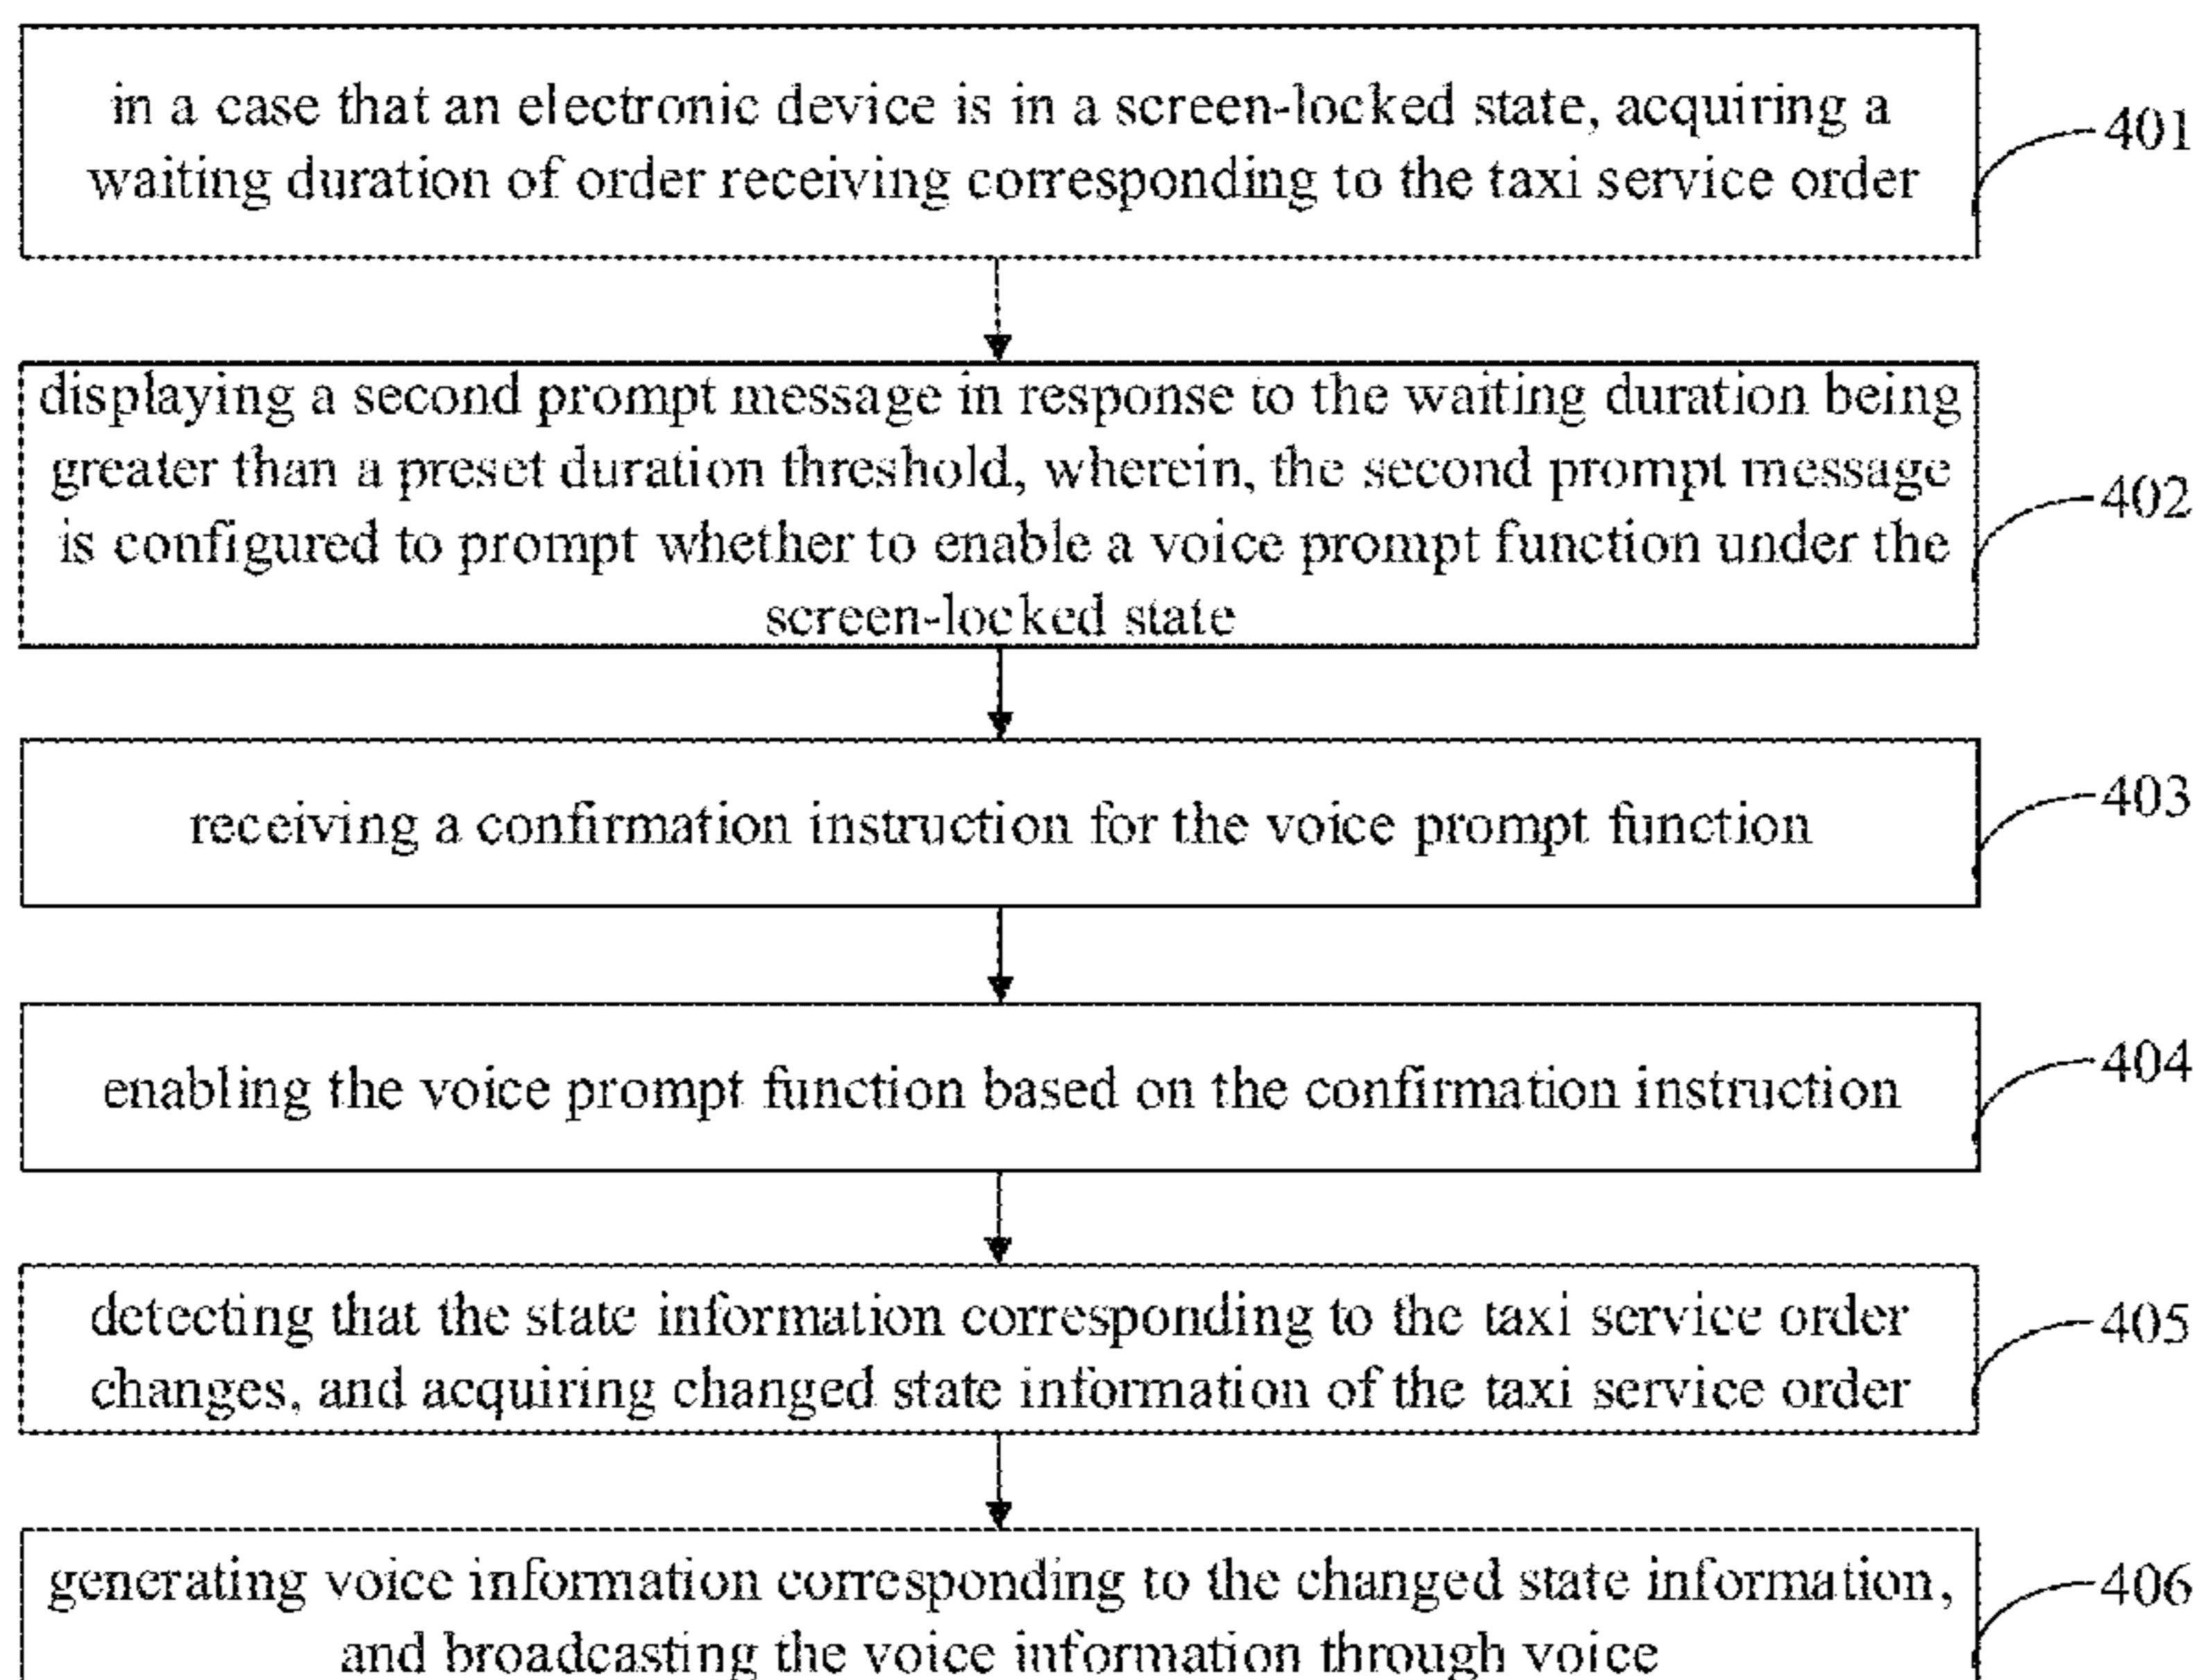 in a case that an electronic device is in a screen-locked state, acquiring a
waiting duration of order receiving corresponding to the taxi service order
401
displaying a second prompt message in response to the waiting duration being
greater than a preset duration threshold, wherein, the second prompt message
is configured to prompt whether to enable a voice prompt function under the
screen-locked state
402
receiving a confirmation instruction for the voice prompt function
403
enabling the voice prompt function based on the confirmation instruction
404
detecting that the state information corresponding to the taxi service order
changes, and acquiring changed state information of the taxi service order
405
generating voice information corresponding to the changed state information,
and broadcasting the voice information through voice
406